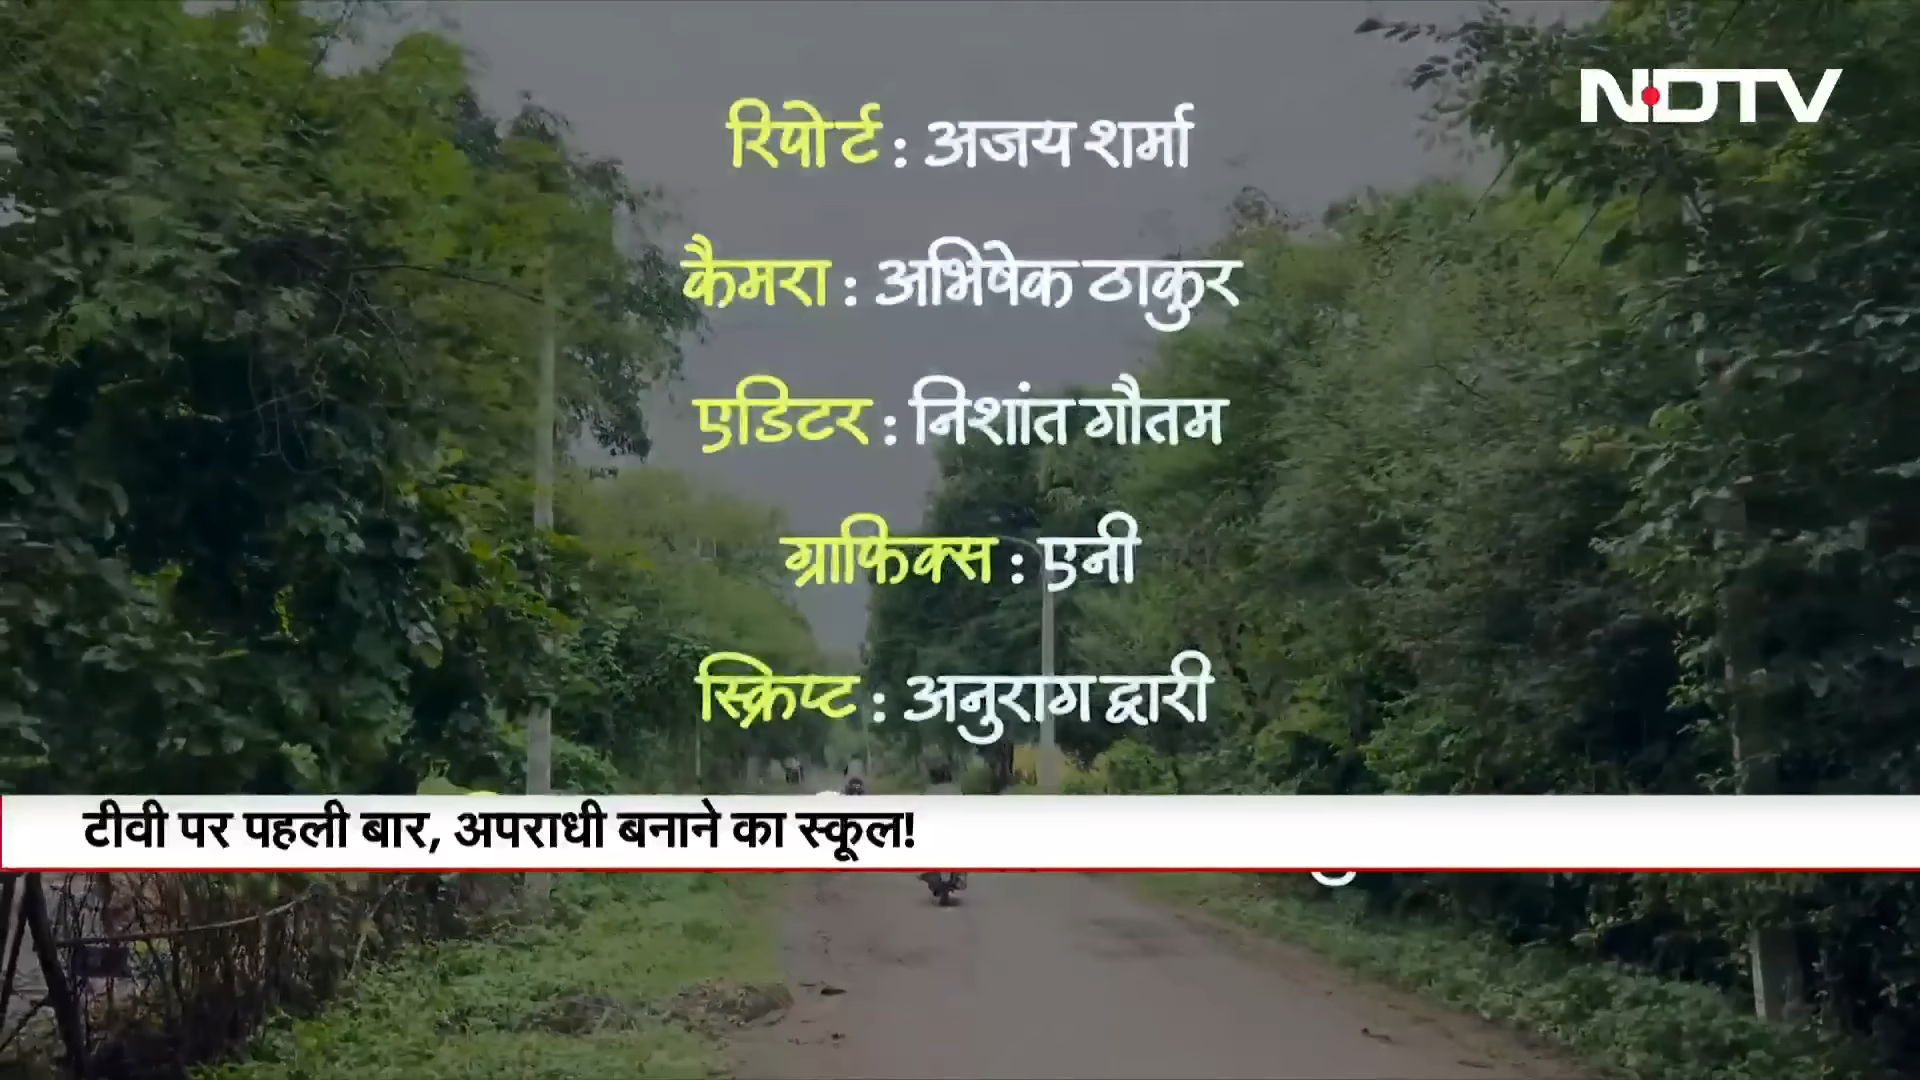 NDTV
रिपोर्ट : अजय शर्मा
कैमरा : अभिषेक ठाकुर
एडिटर : निशांत गौतम
ग्राफिक्स : एनी
स्क्रिप्ट : अनुराग द्वारी
टीवी पर पहली बार, अपराधी बनाने का स्कूल!